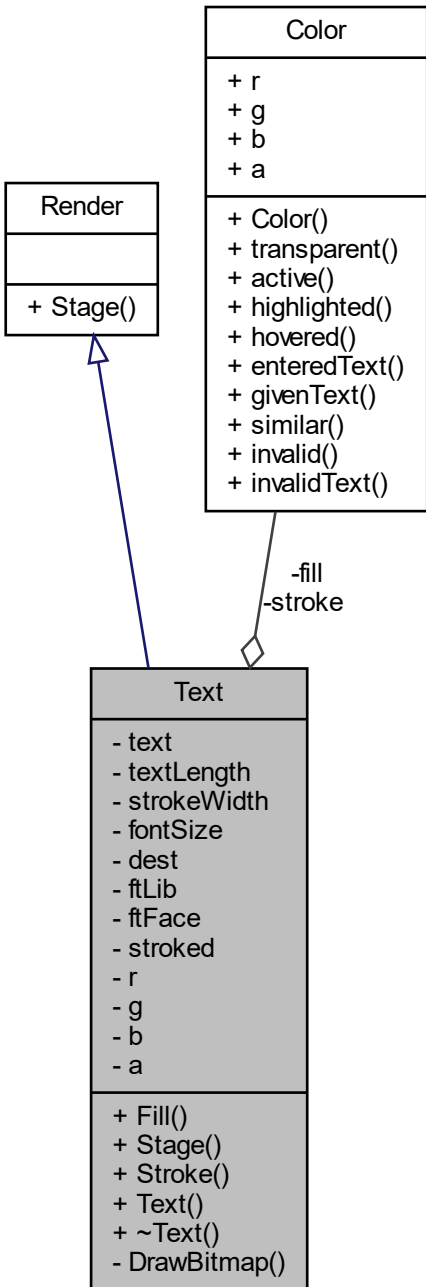 Color
+ r
+ g
+ b
+ a
+ Color()
+ transparent()
+ active()
+ highlighted()
+ hovered()
+ enteredText()
+ givenText()
+ similar()
+ invalid()
+ invalidText()
Render
+ Stage()
-fill
-stroke
Text
- text
- textLength
- strokeWidth
- fontSize
- dest
- ftLib
- ftFace
- stroked
- r
- g
- b
- a
+ Fill()
+ Stage()
+ Stroke()
+ Text()
+ ~Text()
- DrawBitmap()